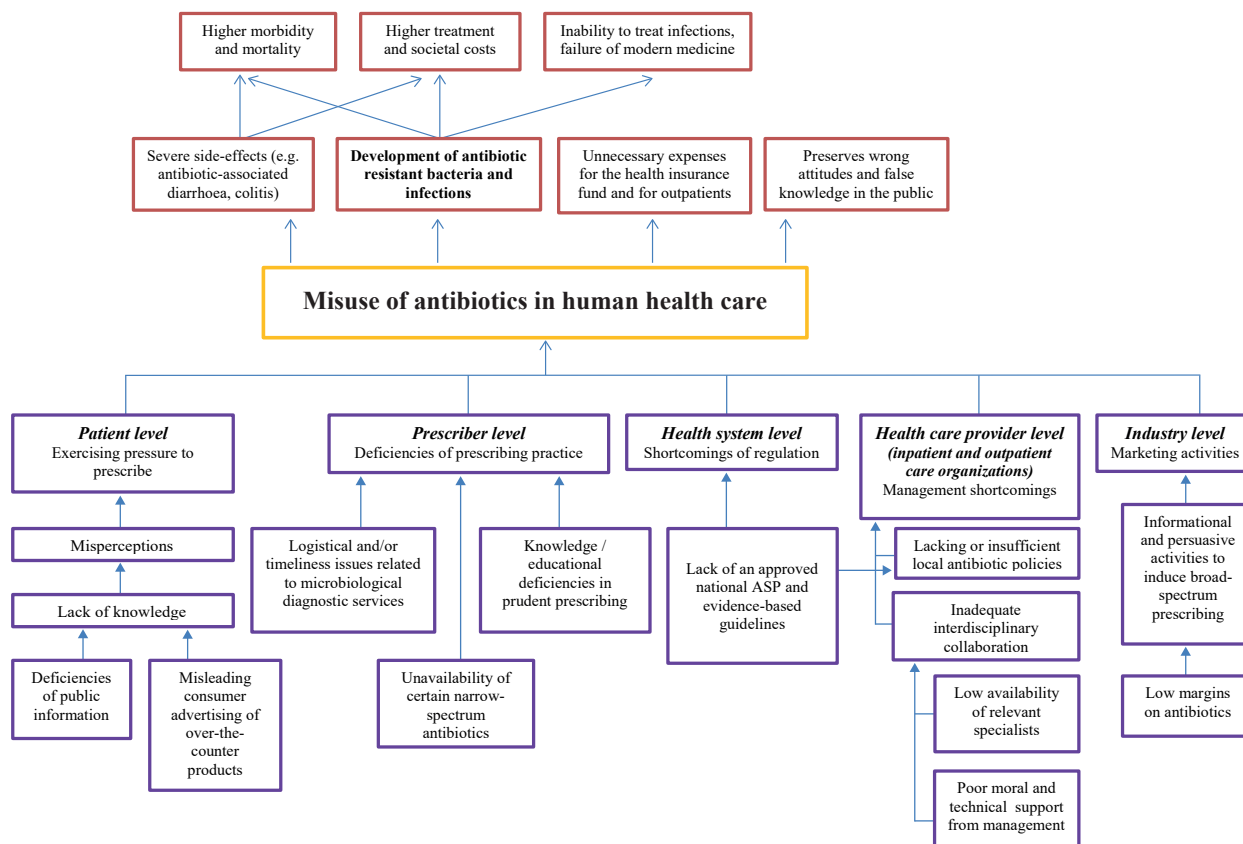 Higher morbidity
and mortality
Higher treatment
and societal costs
Inability to treat infections,
failure of modern medicine
Severe side-effects (e.g.
antibiotic-associated
diarrhoea, colitis)
Development of antibiotic
resistant bacteria and
infections
Unnecessary expenses
for the health insurance
fund and for outpatients
Preserves wrong
attitudes and false
knowledge in the public
Misuse of antibiotics in human health care
Patient level
Exercising pressure to
prescribe
Prescriber level
Deficiencies of prescribing practice
Health system level
Shortcomings of regulation
Health care provider level
(inpatient and outpatient
care organizations)
Management shortcomings
Industry level
Marketing activities
Misperceptions
Lack of knowledge
Deficiencies
of public
information
Misleading
consumer
advertising of
over-the-
counter
products
Logistical and/or
timeliness issues related
to microbiological
diagnostic services
Unavailability of
certain narrow-
spectrum
antibiotics
Knowledge /
educational
deficiencies in
prudent prescribing
Lack of an approved
national ASP and
evidence-based
guidelines
Lacking or insufficient
local antibiotic policies
Inadequate
interdisciplinary
collaboration
Low availability
of relevant
specialists
Poor moral and
technical support
from management
Informational
and persuasive
activities to
induce broad-
spectrum
prescribing
Low margins
on antibiotics